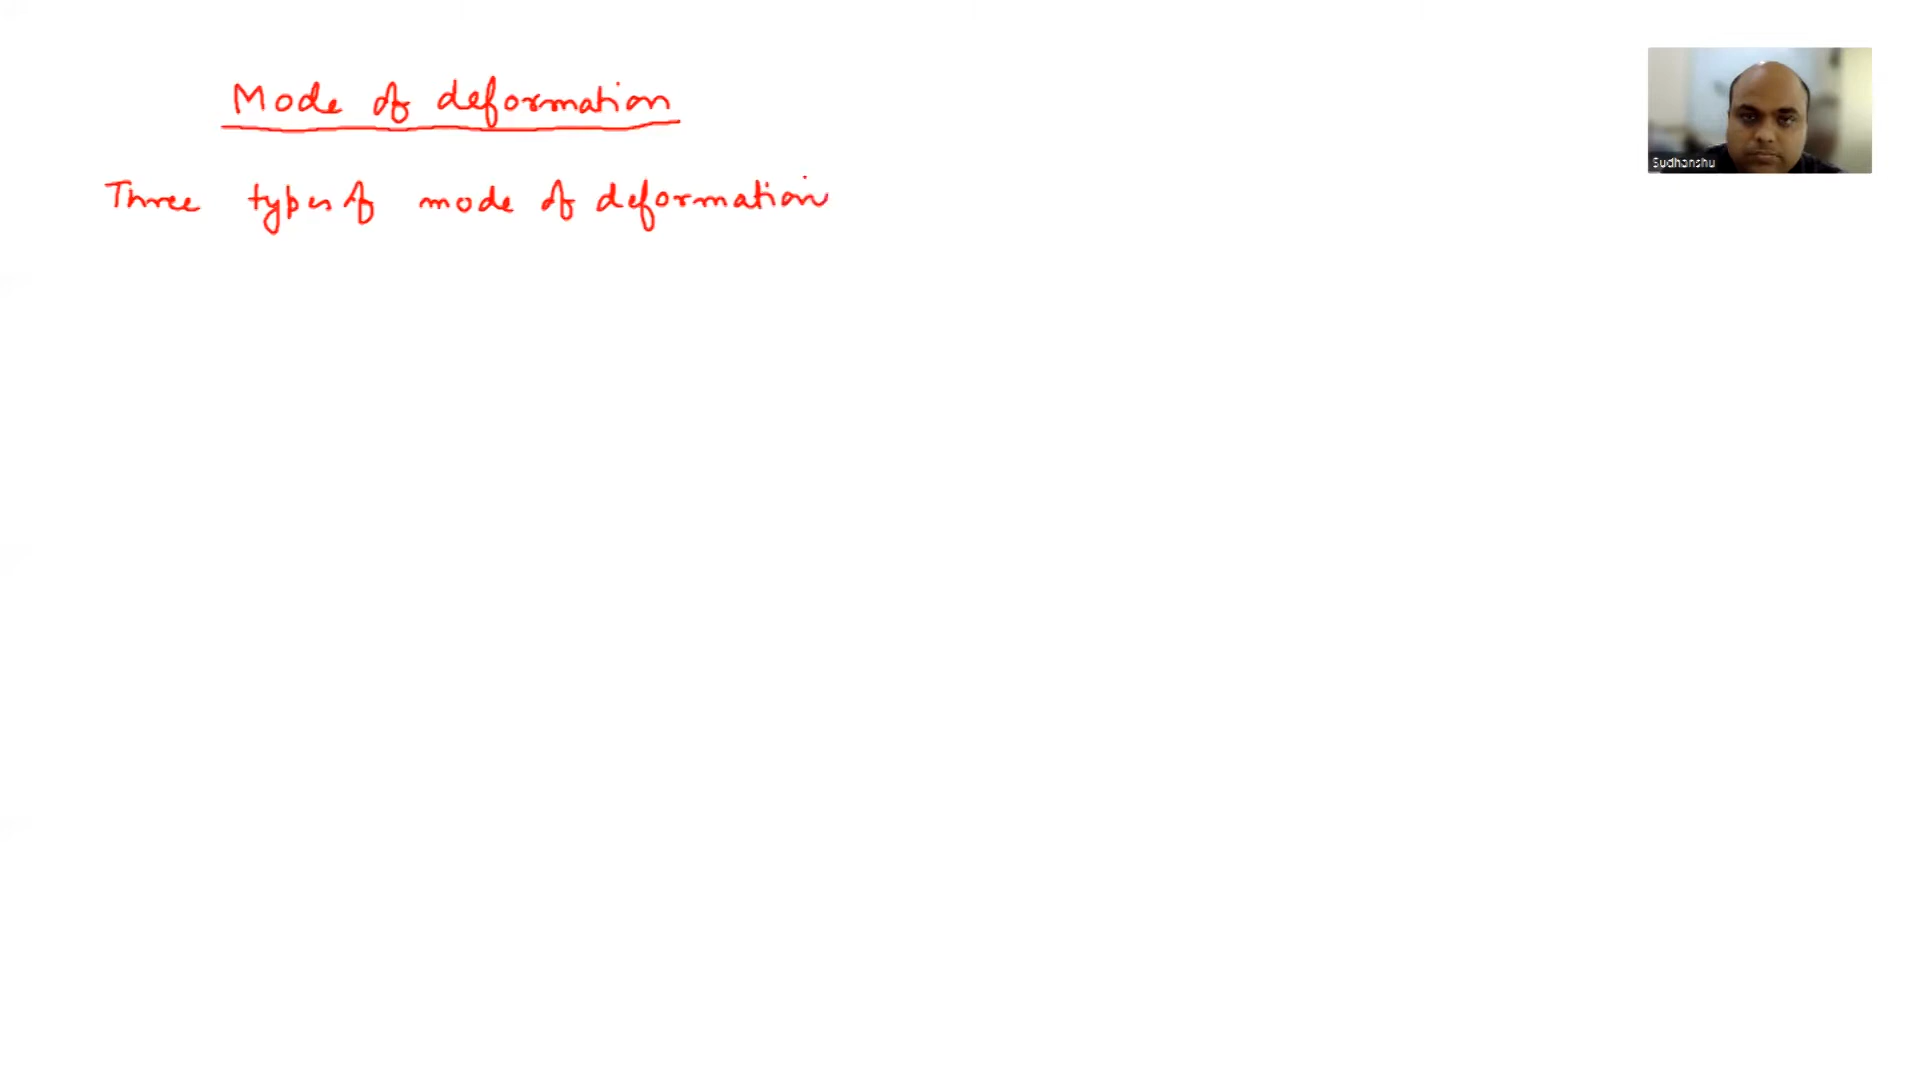 Mode of deformation
Sudhanshu
Three types of mode of deformation